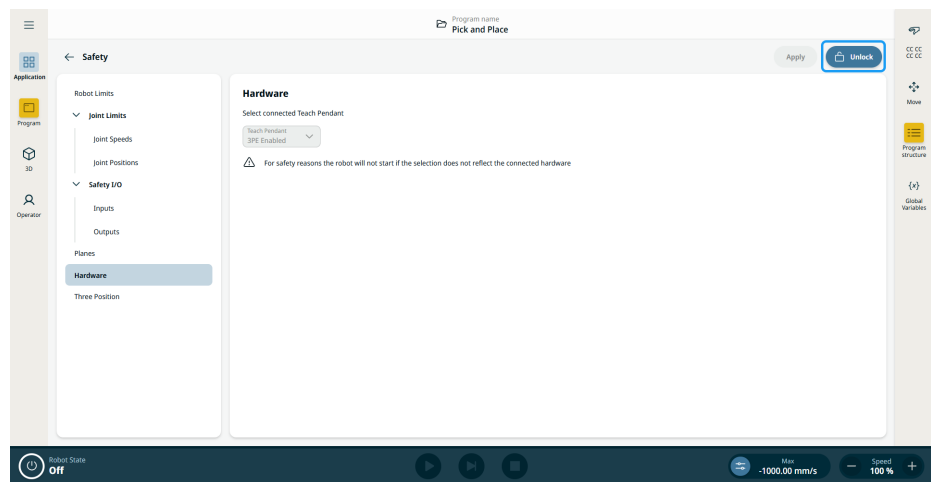 Program name
Pick and Place
Safety
Apply
Unlock
CC CC
CC CC
Application
Program
3D
Operator
Robot Limits
Joint Limits
Joint Speeds
Joint Positions
Safety I/O
Inputs
Outputs
Planes
Hardware
Three Position
Hardware
Select connected Teach Pendant
Teach Pendant
3PE Enabled
For safety reasons the robot will not start if the selection does not reflect the connected hardware
Move
Program
structure
{x}
Global
Variables
Robot State
Off
Max
-1000.00 mm/s
Speed
100 %